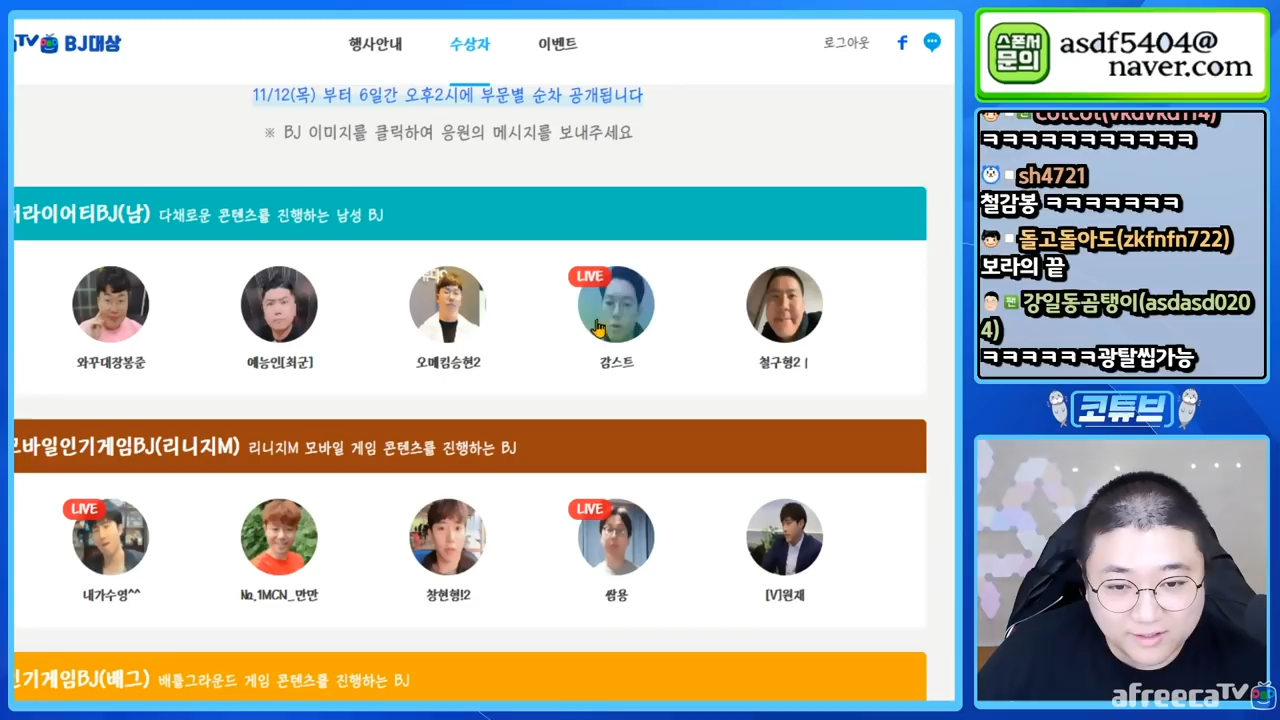 TV BJ대상
행사안내
수상자
이벤트
로그아웃
f
11/12(목) 부터 6일간 오후2시에 부문별 순차 공개됩니다
※ BJ 이미지를 클릭하여 응원의 메시지를 보내주세요
버라이어티BJ(남) 다채로운 콘텐츠를 진행하는 남성 BJ
LIVE
와꾸대장봉준
예능인[최군]
오메킴승현2
감스트
철구형2 |
모바일인기게임BJ(리니지M) 리니지M 모바일 게임 콘텐츠를 진행하는 BJ
LIVE
LIVE
내가수영^^
No.1MCN_만만
창현형!2
쌈용
[V]원재
인기게임BJ(배그) 배틀그라운드 게임 콘텐츠를 진행하는 BJ
스폰서
문의
asdf5404@
naver.com
ㅋㅋㅋㅋㅋㅋㅋㅋㅋㅋㅋ
sh4721
철감봉 ㅋㅋㅋㅋㅋㅋㅋ
돌고돌아도(zkfnfn722)
보라의 끝
팬 강일동곰탱이(asdasd020
4)
ㅋㅋㅋㅋㅋㅋ광탈씹가능
코튜브
afreecaTV